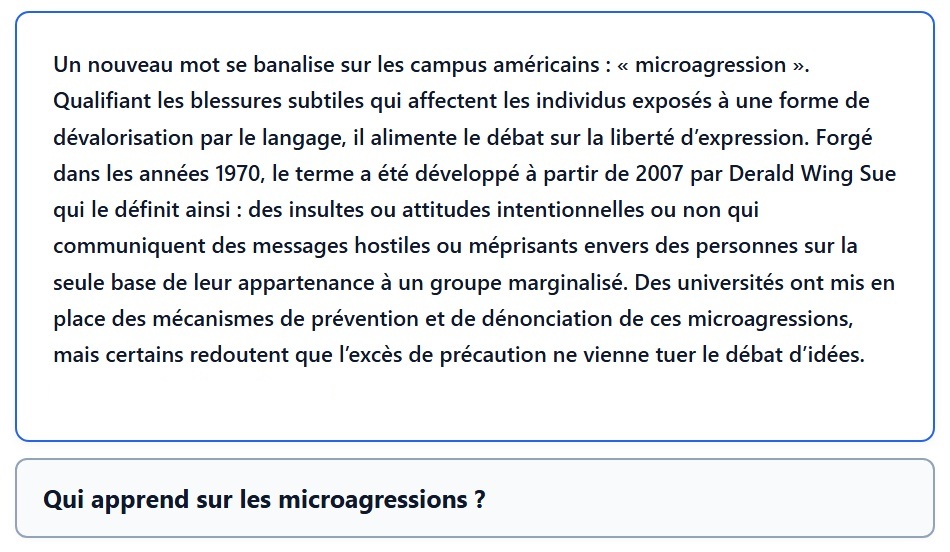 Un nouveau mot se banalise sur les campus américains : « microagression ».
Qualifiant les blessures subtiles qui affectent les individus exposés à une forme de
dévalorisation par le langage, il alimente le débat sur la liberté d’expression. Forgé
dans les années 1970, le terme a été développé à partir de 2007 par Derald Wing Sue
qui le définit ainsi : des insultes ou attitudes intentionnelles ou non qui
communiquent des messages hostiles ou méprisants envers des personnes sur la
seule base de leur appartenance à un groupe marginalisé. Des universités ont mis en
place des mécanismes de prévention et de dénonciation de ces microagressions,
mais certains redoutent que l’excès de précaution ne vienne tuer le débat d’idées.
Qui apprend sur les microagressions ?